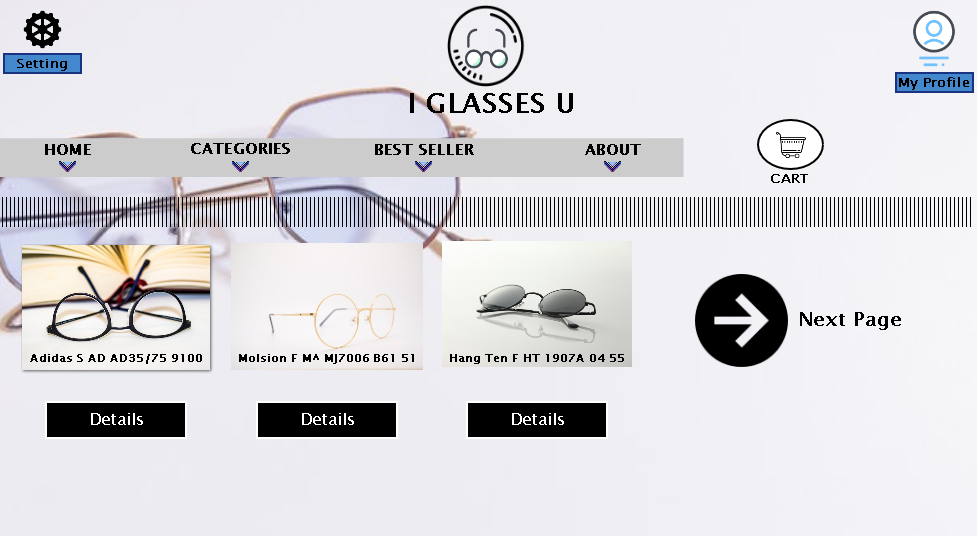 Setting
I GLASSES U
My Profile
HOME
CATEGORIES
BEST SELLER
ABOUT
CART
Adidas S AD AD35/75 9100
Molsion F M^ MJ7006 B61 51
Hang Ten F HT 1907A 04 55
Next Page
Details
Details
Details